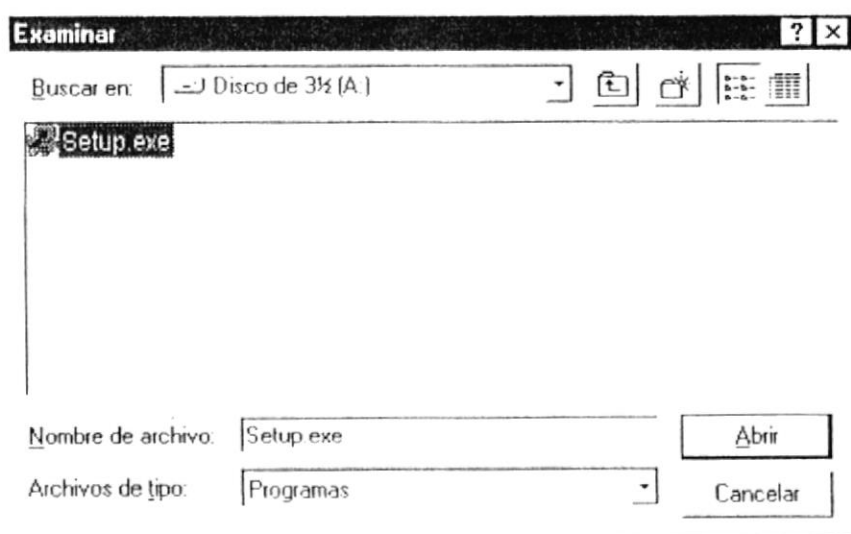 Examinar
Buscar en: Disco de 3½ (A:)
Setup.exe
Nombre de archivo: Setup.exe Abrir
Archivos de tipo: Programas Cancelar